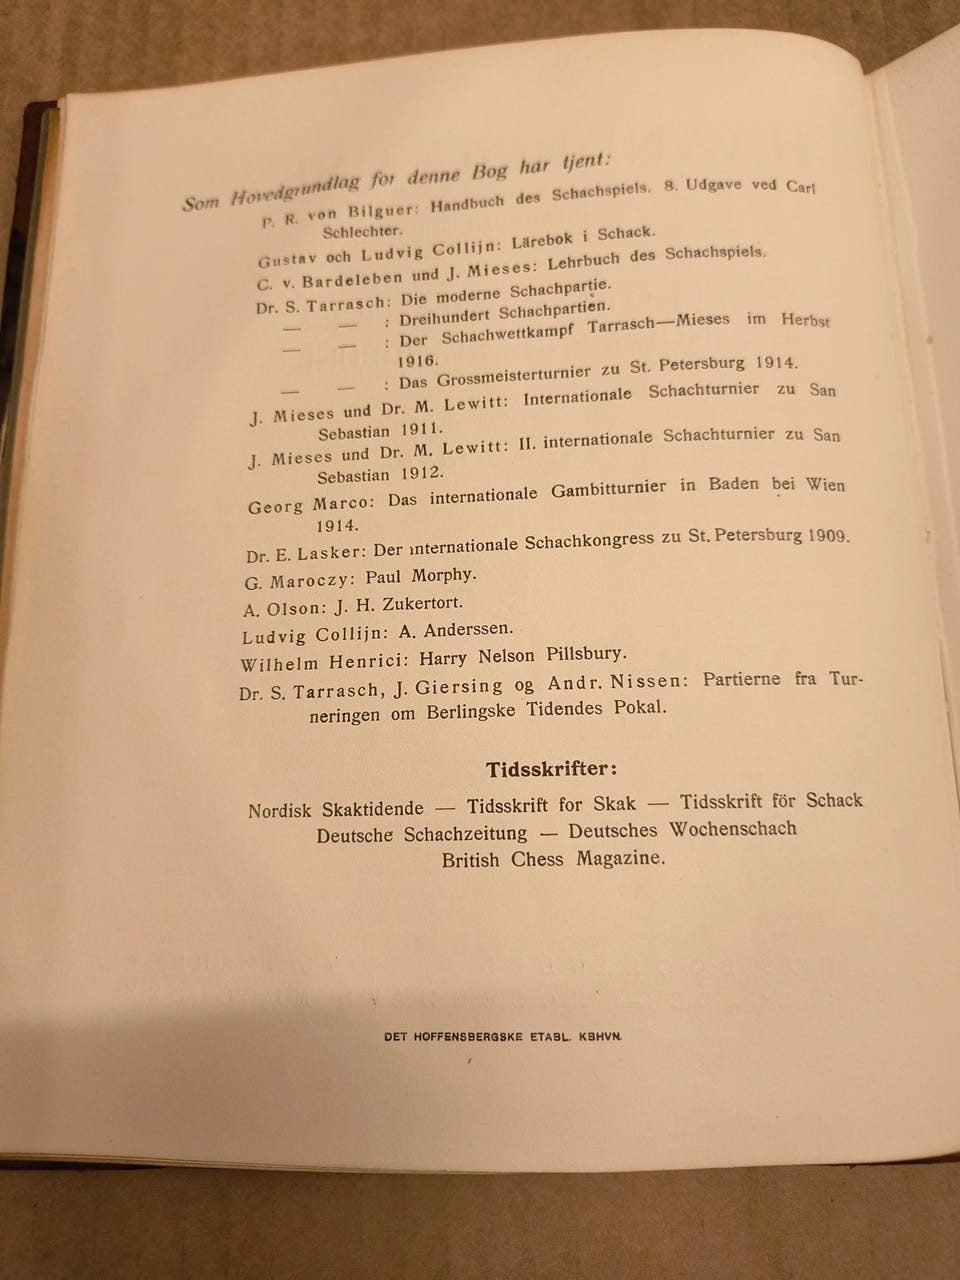 Som Hovedgrundlag for denne Bog har tjent:
P. R. von Bilguer: Handbuch des Schachspiels. 8. Udgave ved Carl
Schlechter.
Gustav och Ludvig Collijn: Lärebok i Schack.
C. v. Bardeleben und J. Mieses: Lehrbuch des Schachspiels.
Dr. S. Tarrasch: Die moderne Schachpartie.
— — : Dreihundert Schachpartien.
— — : Der Schachwettkampf Tarrasch—Mieses im Herbst
1916.
— — : Das Grossmeisterturnier zu St. Petersburg 1914.
J. Mieses und Dr. M. Lewitt: Internationale Schachturnier zu San
Sebastian 1911.
J. Mieses und Dr. M. Lewitt: II. internationale Schachturnier zu San
Sebastian 1912.
Georg Marco: Das internationale Gambitturnier in Baden bei Wien
1914.
Dr. E. Lasker: Der internationale Schachkongress zu St. Petersburg 1909.
G. Maroczy: Paul Morphy.
A. Olson: J. H. Zukertort.
Ludvig Collijn: A. Anderssen.
Wilhelm Henrici: Harry Nelson Pillsbury.
Dr. S. Tarrasch, J. Giersing og Andr. Nissen: Partierne fra Tur-
neringen om Berlingske Tidendes Pokal.
Tidsskrifter:
Nordisk Skaktidende — Tidsskrift for Skak — Tidsskrift för Schack
Deutsche Schachzeitung — Deutsches Wochenschach
British Chess Magazine.
DET HOFFENSBERGSKE ETABL. KBHVN.